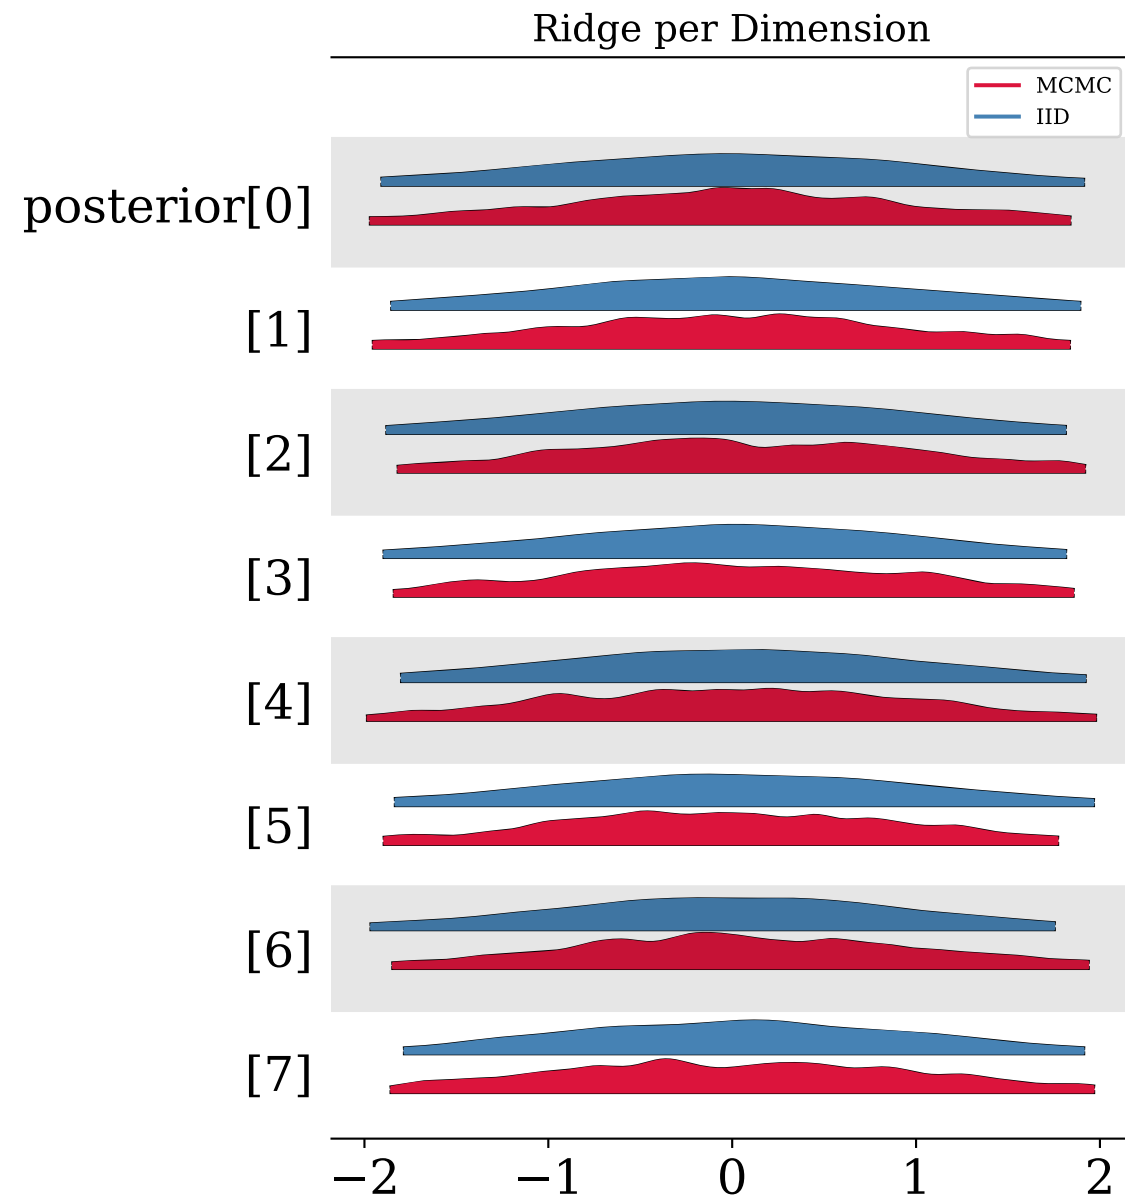 Ridge per Dimension
MCMC
IID
posterior[0]
[1]
[2]
[3]
[4]
[5]
[6]
[7]
−2 −1 0 1 2